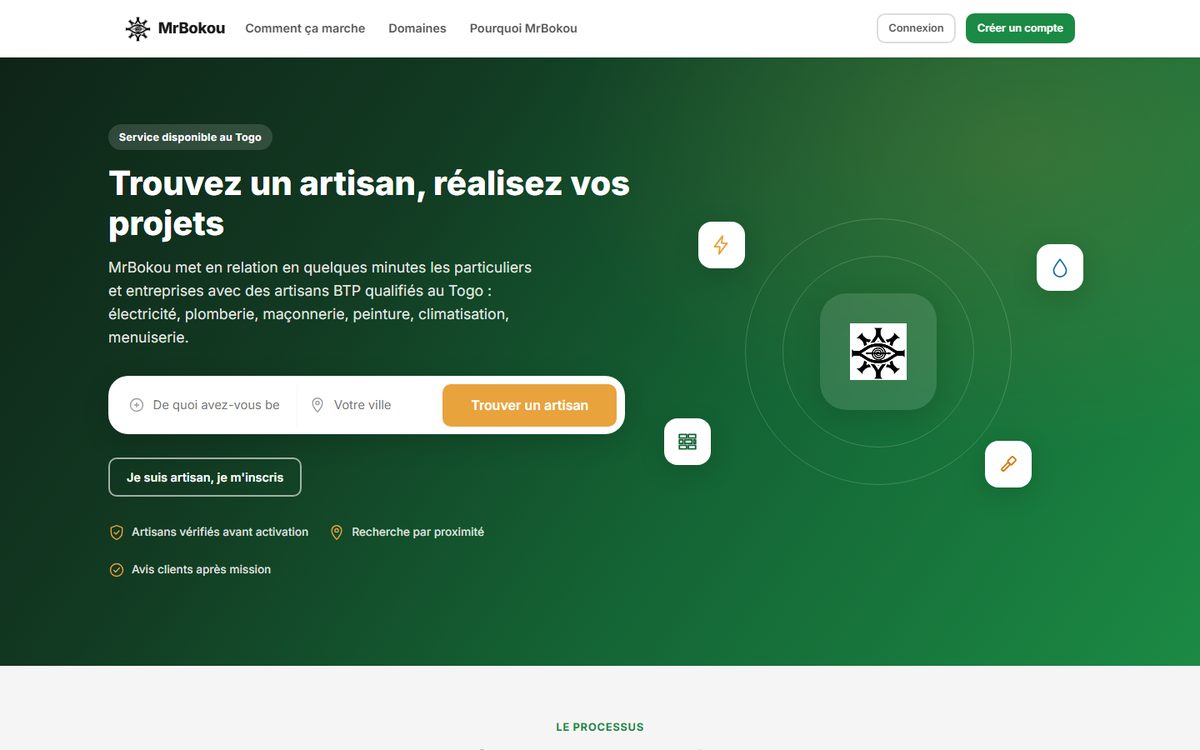 MrBokou
Comment ça marche
Domaines
Pourquoi MrBokou
Connexion
Créer un compte
Service disponible au Togo
Trouvez un artisan, réalisez vos
projets
MrBokou met en relation en quelques minutes les particuliers
et entreprises avec des artisans BTP qualifiés au Togo :
électricité, plomberie, maçonnerie, peinture, climatisation,
menuiserie.
De quoi avez-vous be
Votre ville
Trouver un artisan
Je suis artisan, je m'inscris
Artisans vérifiés avant activation
Recherche par proximité
Avis clients après mission
LE PROCESSUS